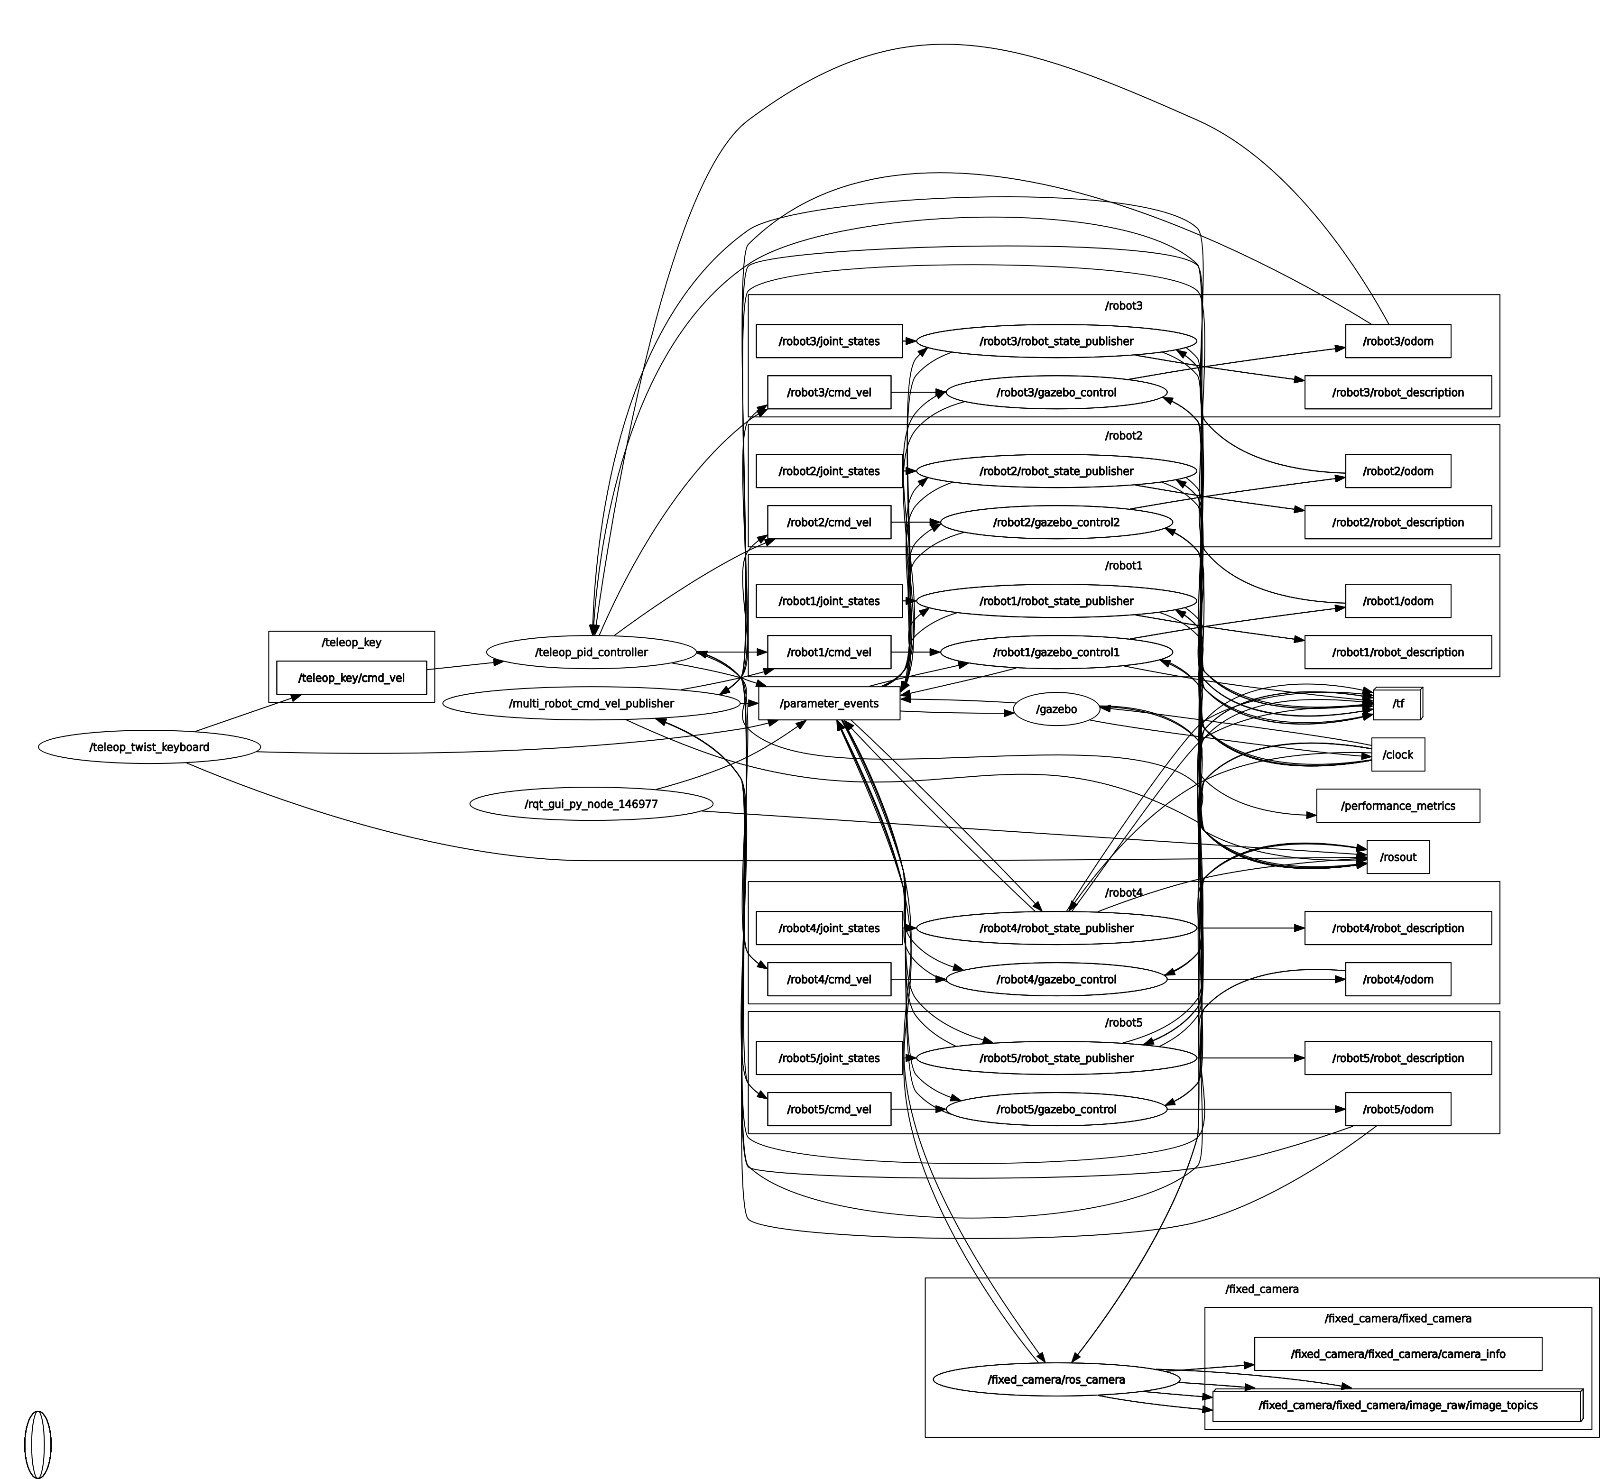 /robot3
/robot3/joint_states
/robot3/robot_state_publisher
/robot3/odom
/robot3/cmd_vel
/robot3/gazebo_control
/robot3/robot_description
/robot2
/robot2/joint_states
/robot2/robot_state_publisher
/robot2/odom
/robot2/cmd_vel
/robot2/gazebo_control2
/robot2/robot_description
/robot1
/robot1/joint_states
/robot1/robot_state_publisher
/robot1/odom
/teleop_key
/teleop_pid_controller
/robot1/cmd_vel
/robot1/gazebo_control1
/robot1/robot_description
/teleop_key/cmd_vel
/multi_robot_cmd_vel_publisher
/parameter_events
/gazebo
/tf
/teleop_twist_keyboard
/clock
/rqt_gui_py_node_146977
/performance_metrics
/rosout
/robot4
/robot4/joint_states
/robot4/robot_state_publisher
/robot4/robot_description
/robot4/cmd_vel
/robot4/gazebo_control
/robot4/odom
/robot5
/robot5/joint_states
/robot5/robot_state_publisher
/robot5/robot_description
/robot5/cmd_vel
/robot5/gazebo_control
/robot5/odom
/fixed_camera
/fixed_camera/fixed_camera
/fixed_camera/fixed_camera/camera_info
/fixed_camera/ros_camera
/fixed_camera/fixed_camera/image_raw/image_topics